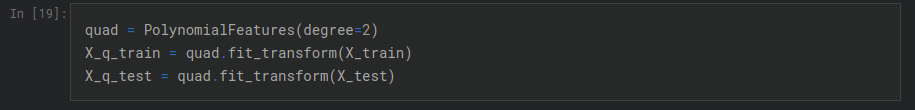 In [19]:
quad = PolynomialFeatures(degree=2)
X_q_train = quad.fit_transform(X_train)
X_q_test = quad.fit_transform(X_test)